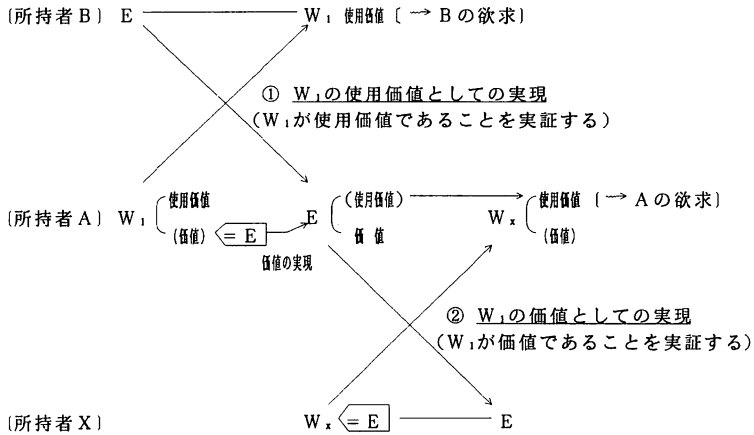 〔所持者B〕 E W₁ 使用価値〔→Bの欲求〕
① W₁の使用価値としての実現
(W₁が使用価値であることを実証する)
使用価値 (使用価値) 使用価値 〔→Aの欲求〕
〔所持者A〕 W₁ E Wₓ
(価値) =E 価値 (価値)
価値の実現
② W₁の価値としての実現
(W₁が価値であることを実証する)
〔所持者X〕 Wₓ =E E